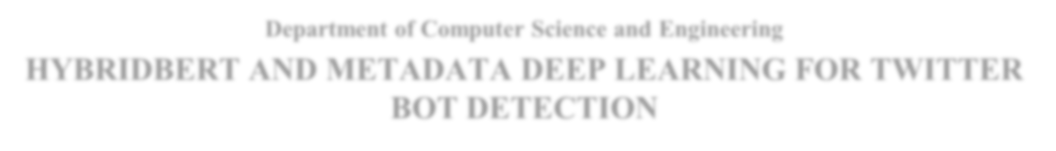 Department of Computer Science and Engineering
HYBRIDBERT AND METADATA DEEP LEARNING FOR TWITTER
BOT DETECTION